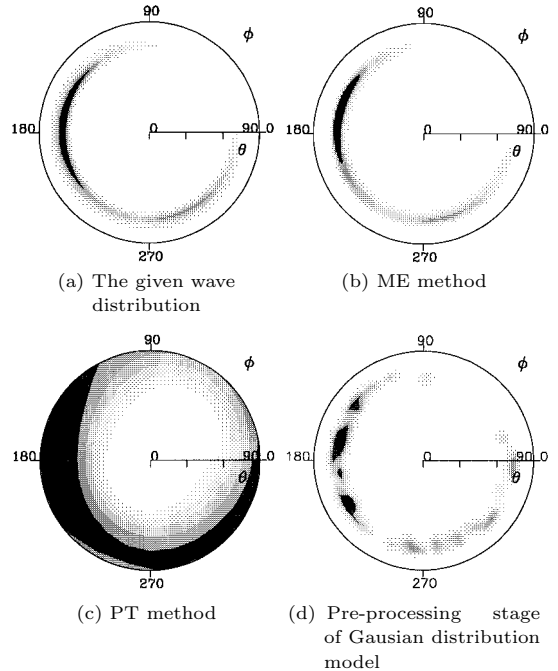 90
φ
180
0
90 0
θ
270
(a) The given wave
distribution
90
φ
180
0
90 0
θ
270
(b) ME method
90
φ
180
0
90 0
θ
270
(c) PT method
90
φ
180
0
90 0
θ
270
(d) Pre-processing stage
of Gausian distribution
model